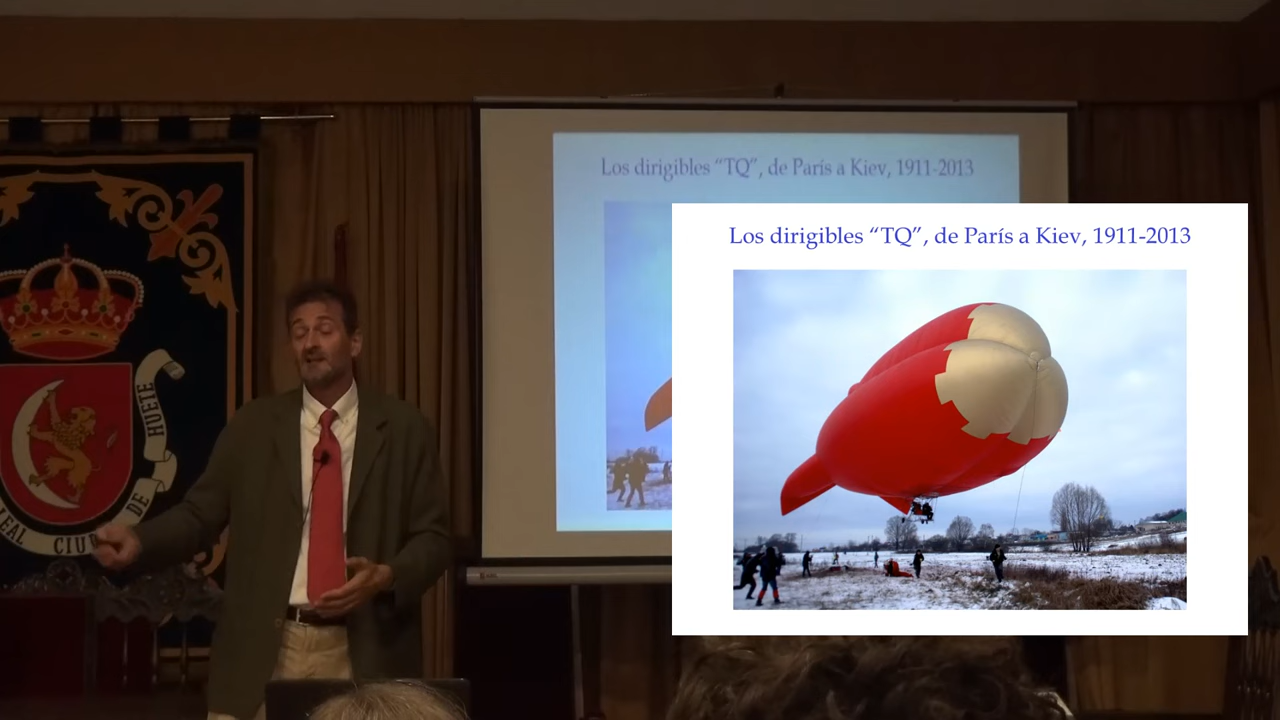 Los dirigibles “TQ”, de París a Kiev, 1911-2013
Los dirigibles “TQ”, de París a Kiev, 1911-2013
REAL CIUDAD DE HUETE